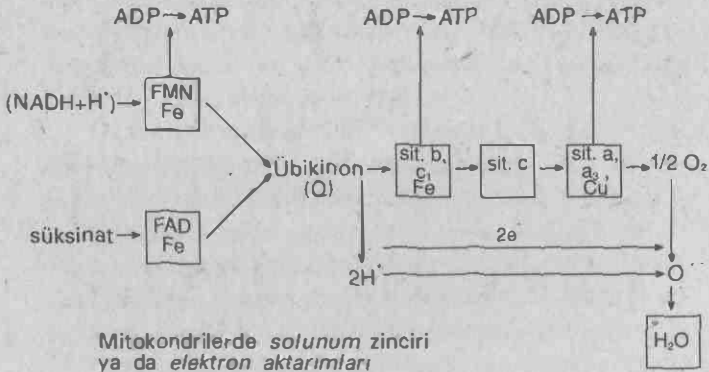 ADP→ATP ADP→ATP ADP→ATP
(NADH+H⁺)→ FMN
Fe
Übikinon
(Q)
sit. b,
c₁
Fe
sit. c
sit. a,
a₃,
Cu
1/2 O₂
süksinat→ FAD
Fe
2e
2H⁺
O
H₂O
Mitokondrilerde solunum zinciri
ya da elektron aktarımları